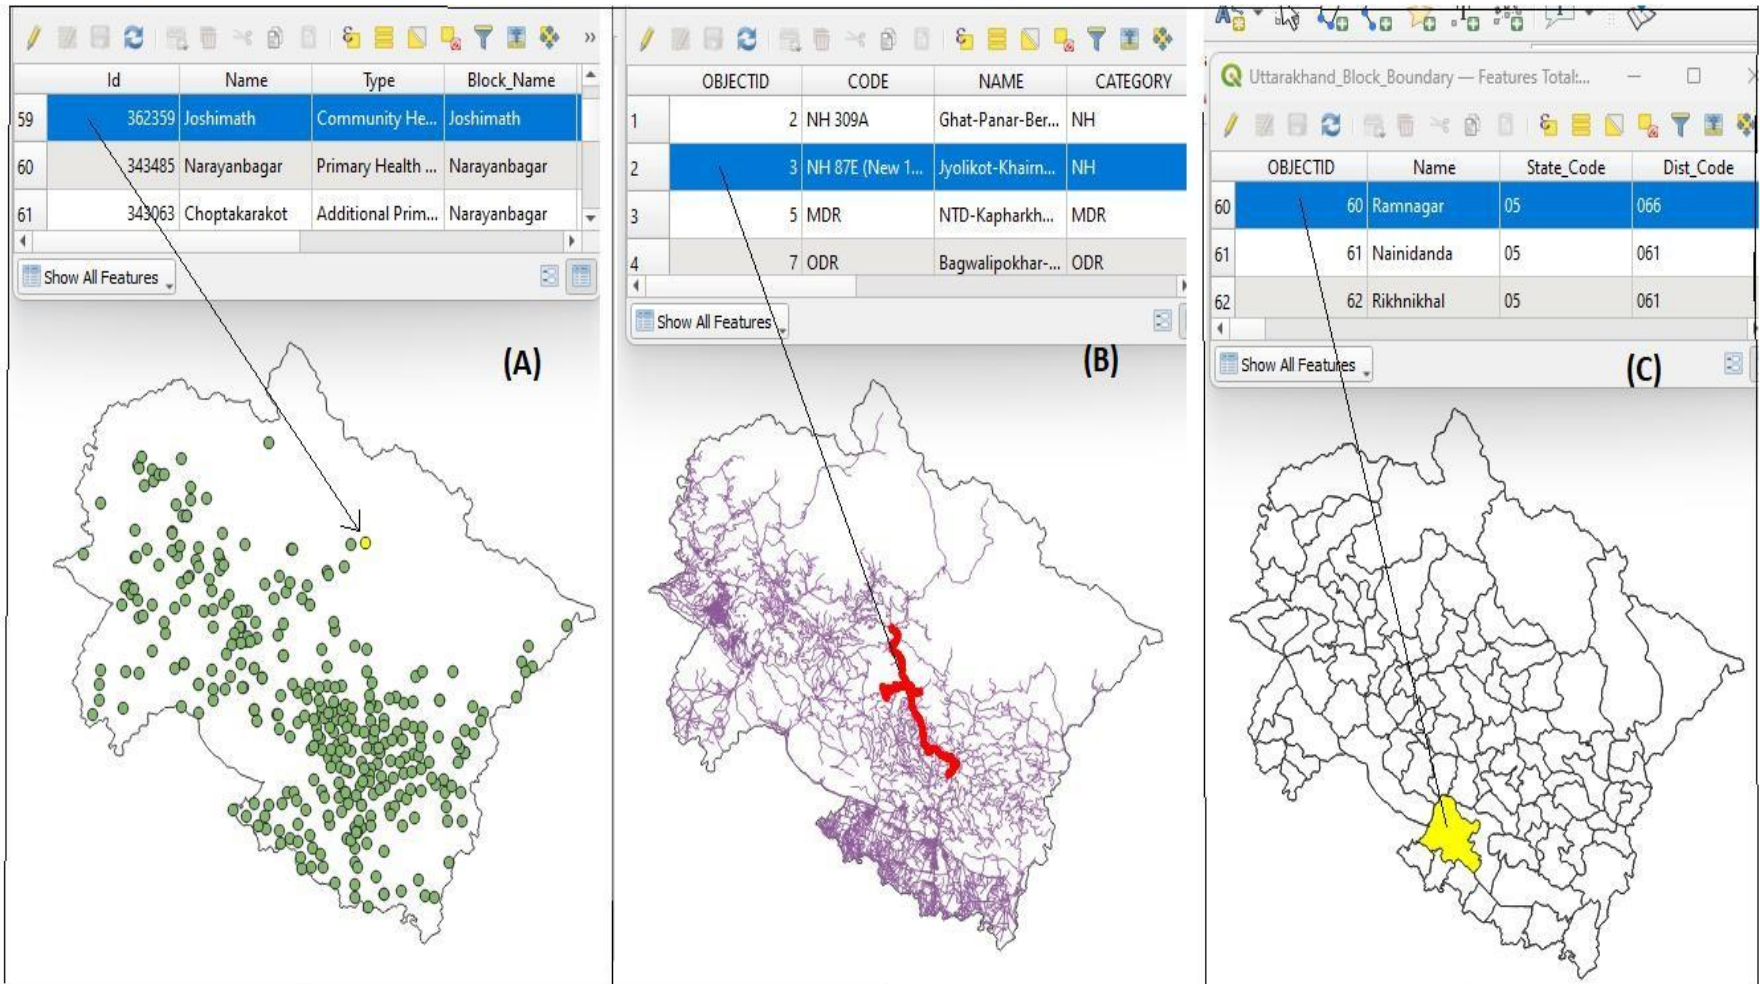 Id Name Type Block_Name
59 362359 Joshimath Community He... Joshimath
60 343485 Narayanbagar Primary Health ... Narayanbagar
61 343063 Choptakarakot Additional Prim... Narayanbagar
Show All Features
(A)
OBJECTID CODE NAME CATEGORY
1 2 NH 309A Ghat-Panar-Ber... NH
2 3 NH 87E (New 1... Jyolikot-Khairn... NH
3 5 MDR NTD-Kapharkh... MDR
4 7 ODR Bagwalipokhar-... ODR
Show All Features
(B)
Uttarakhand_Block_Boundary — Features Total:...
OBJECTID Name State_Code Dist_Code
60 60 Ramnagar 05 066
61 61 Nainidanda 05 061
62 62 Rikhnikhal 05 061
Show All Features
(C)